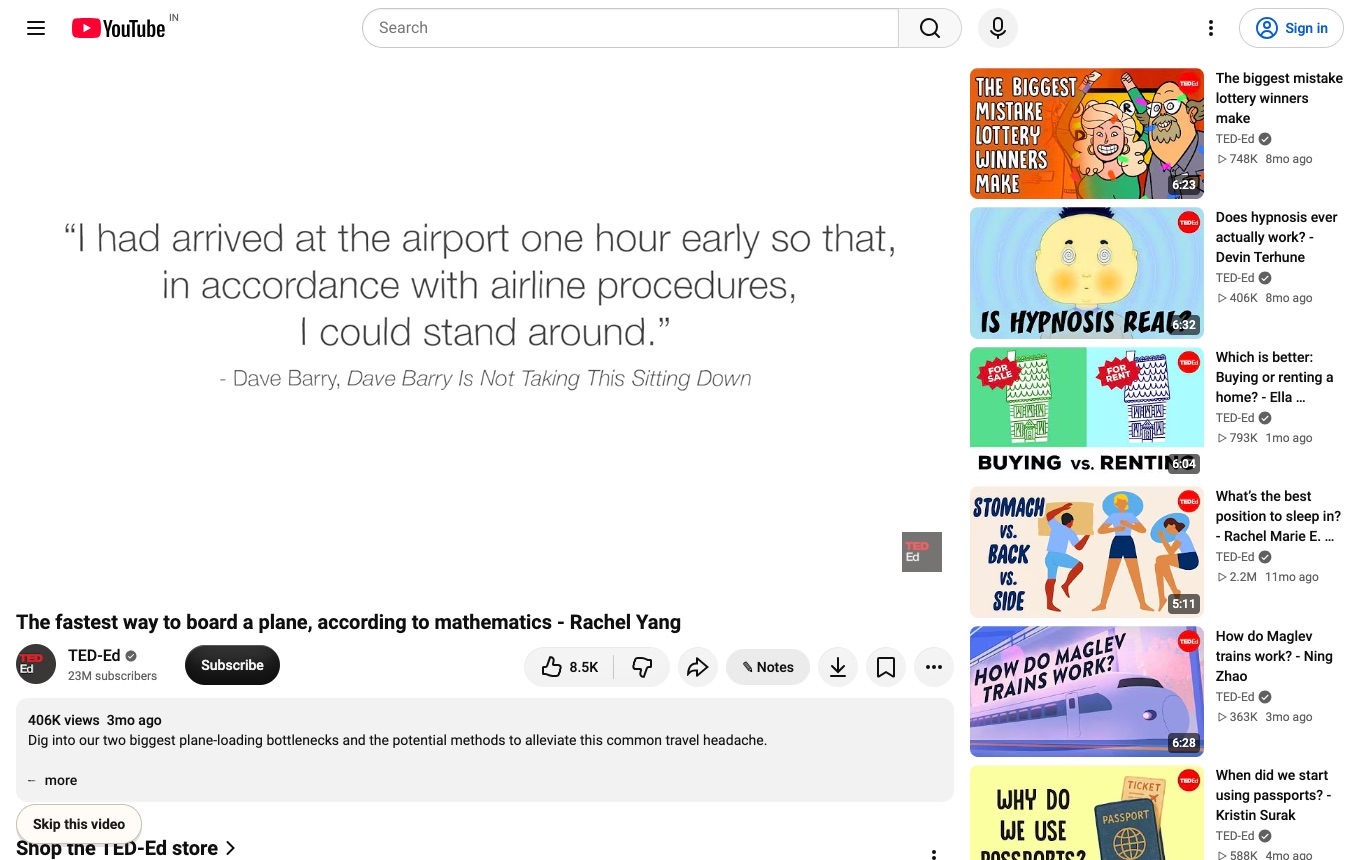 YouTube IN
Search
Sign in
“I had arrived at the airport one hour early so that,
in accordance with airline procedures,
I could stand around.”
- Dave Barry, Dave Barry Is Not Taking This Sitting Down
TED
Ed
The fastest way to board a plane, according to mathematics - Rachel Yang
TED
Ed
TED-Ed
23M subscribers
Subscribe
8.5K
Notes
406K views 3mo ago
Dig into our two biggest plane-loading bottlenecks and the potential methods to alleviate this common travel headache.
... more
Skip this video
Shop the TED-Ed store
THE BIGGEST
MISTAKE
LOTTERY
WINNERS
MAKE
R
TEDEd
6:23
The biggest mistake
lottery winners
make
TED-Ed
748K 8mo ago
TEDEd
IS HYPNOSIS REAL?
6:32
Does hypnosis ever
actually work? -
Devin Terhune
TED-Ed
406K 8mo ago
FOR
SALE
FOR
RENT
TEDEd
BUYING vs. RENTING
6:04
Which is better:
Buying or renting a
home? - Ella ...
TED-Ed
793K 1mo ago
STOMACH
VS.
BACK
VS.
SIDE
TEDEd
5:11
What’s the best
position to sleep in?
- Rachel Marie E. ...
TED-Ed
2.2M 11mo ago
HOW DO MAGLEV
TRAINS WORK?
TEDEd
6:28
How do Maglev
trains work? - Ning
Zhao
TED-Ed
363K 3mo ago
WHY DO
WE USE
PASSPORTS?
TICKET
PASSPORT
TEDEd
When did we start
using passports? -
Kristin Surak
TED-Ed
588K 4mo ago